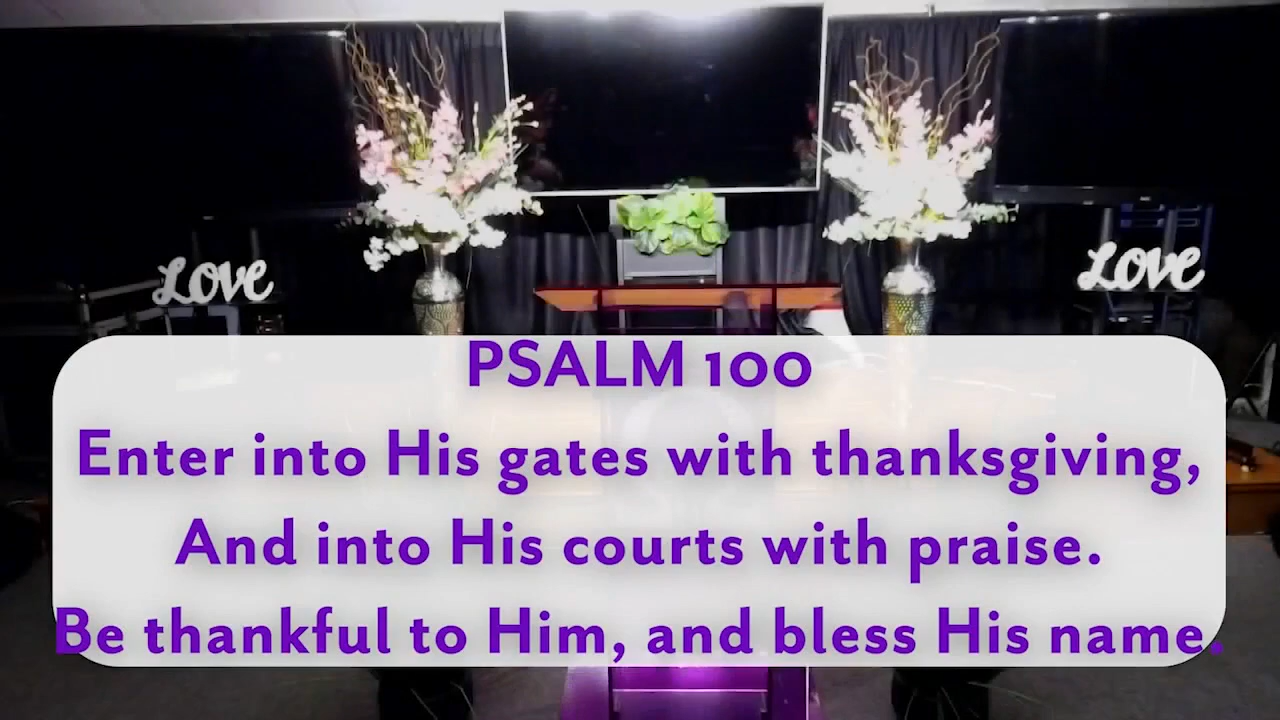 Love
Love
PSALM 100
Enter into His gates with thanksgiving,
And into His courts with praise.
Be thankful to Him, and bless His name.